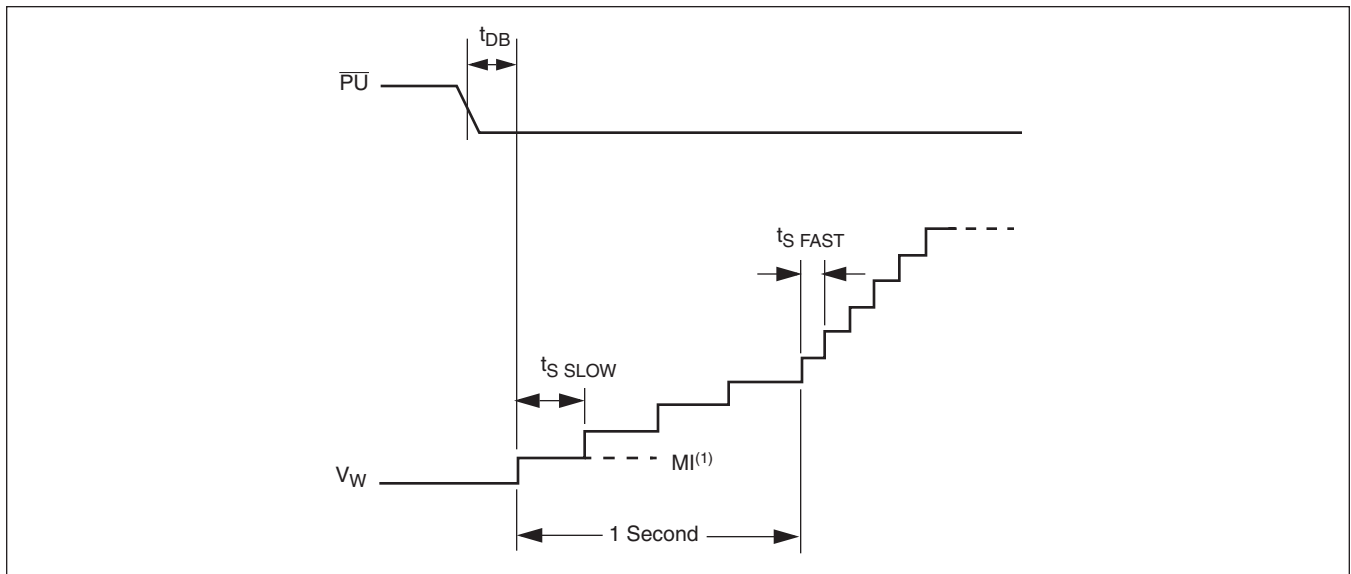 tDB
PU
tS FAST
tS SLOW
MI(1)
VW
1 Second